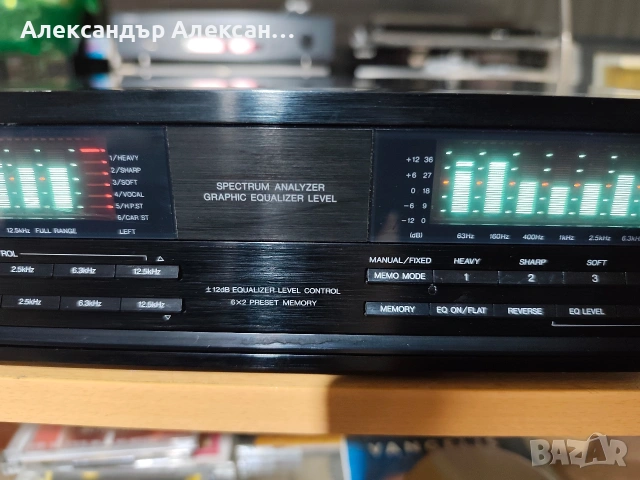 Александър Алексан...
1/HEAVY
2/SHARP
3/SOFT
4/VOCAL
5/H.P.ST
6/CAR ST
12.5kHz FULL RANGE LEFT
SPECTRUM ANALYZER
GRAPHIC EQUALIZER LEVEL
+12 36
+6 27
0 18
-6 9
-12 0
(dB) 63Hz 160Hz 400Hz 1kHz 2.5kHz 6.3kHz
2.5kHz 6.3kHz 12.5kHz
2.5kHz 6.3kHz 12.5kHz
±12dB EQUALIZER LEVEL CONTROL
6×2 PRESET MEMORY
MANUAL/FIXED HEAVY SHARP SOFT
MEMO MODE 1 2 3
MEMORY EQ ON/FLAT REVERSE EQ LEVEL
VANGELIS
BAZAR